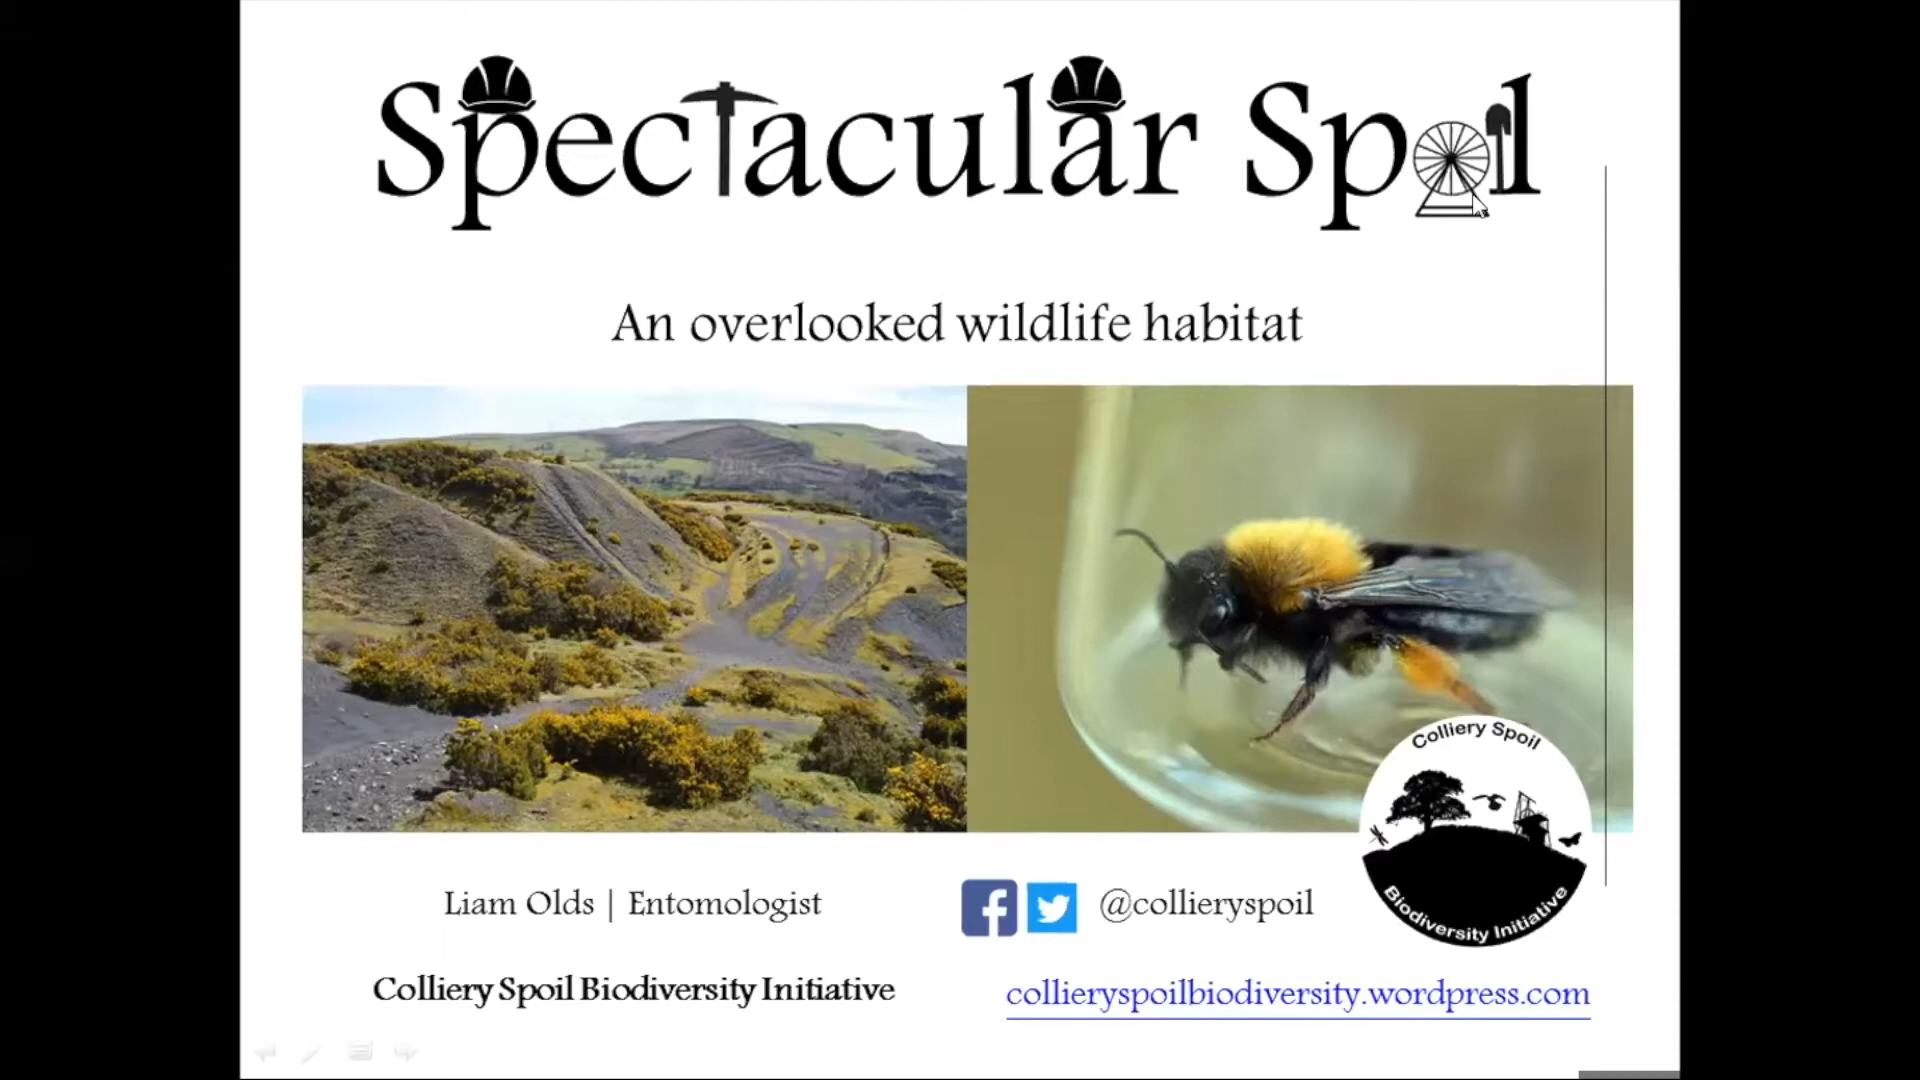 Spectacular Spoil
An overlooked wildlife habitat
Colliery Spoil
Biodiversity Initiative
Liam Olds | Entomologist
@collieryspoil
Colliery Spoil Biodiversity Initiative
collieryspoilbiodiversity.wordpress.com